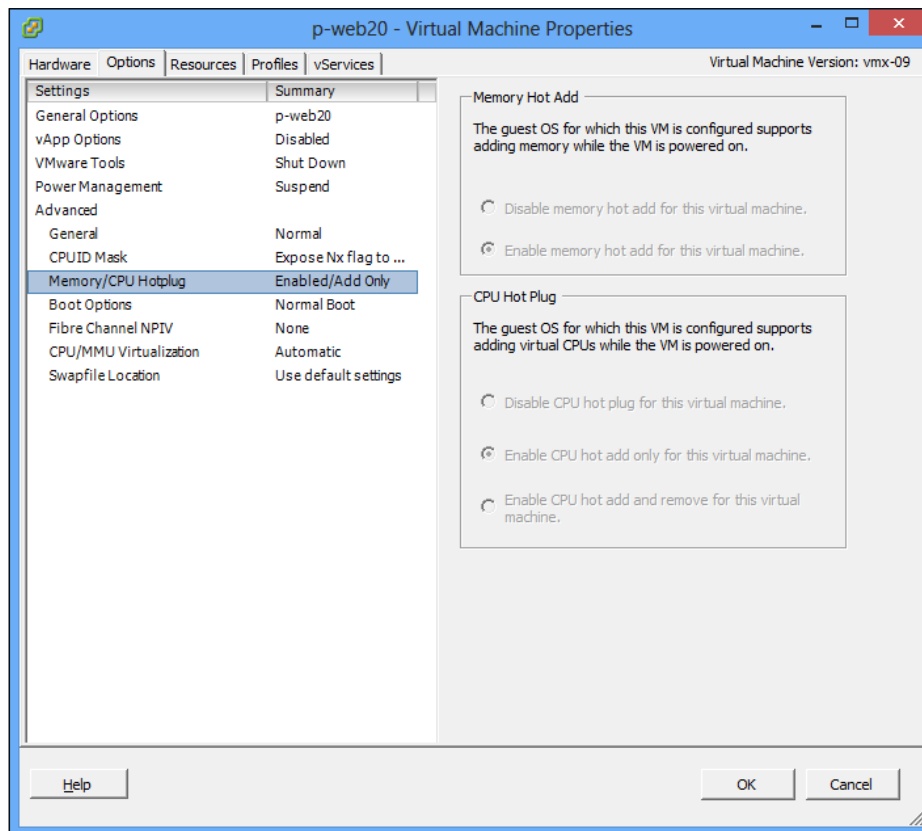 p-web20 - Virtual Machine Properties
Hardware Options Resources Profiles vServices Virtual Machine Version: vmx-09
Settings Summary
General Options p-web20
vApp Options Disabled
VMware Tools Shut Down
Power Management Suspend
Advanced
General Normal
CPUID Mask Expose Nx flag to ...
Memory/CPU Hotplug Enabled/Add Only
Boot Options Normal Boot
Fibre Channel NPIV None
CPU/MMU Virtualization Automatic
Swapfile Location Use default settings
Memory Hot Add
The guest OS for which this VM is configured supports
adding memory while the VM is powered on.
Disable memory hot add for this virtual machine.
Enable memory hot add for this virtual machine.
CPU Hot Plug
The guest OS for which this VM is configured supports
adding virtual CPUs while the VM is powered on.
Disable CPU hot plug for this virtual machine.
Enable CPU hot add only for this virtual machine.
Enable CPU hot add and remove for this virtual
machine.
Help OK Cancel